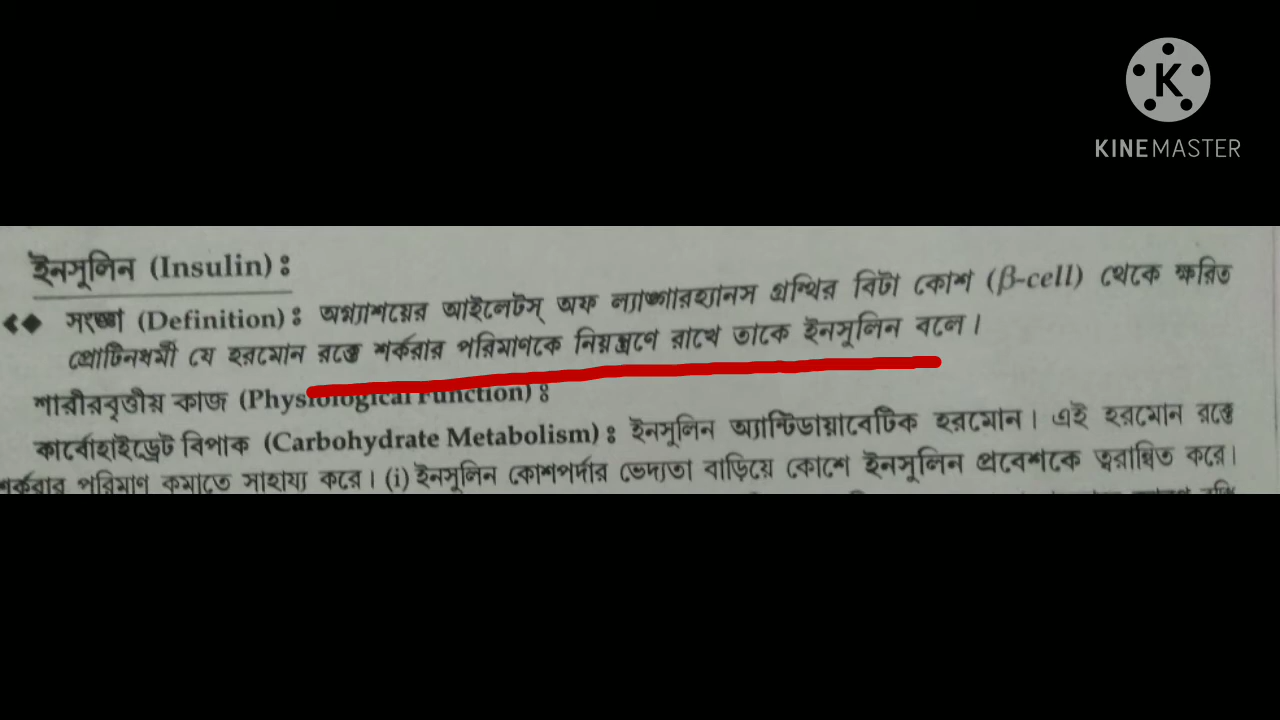 KINEMASTER
ইনসুলিন (Insulin) :
সংজ্ঞা (Definition) : অগ্ন্যাশয়ের আইলেটস্ অফ ল্যাঙ্গারহ্যানস গ্রন্থির বিটা কোশ (β-cell) থেকে ক্ষরিত
প্রোটিনধর্মী যে হরমোন রক্তে শর্করার পরিমাণকে নিয়ন্ত্রণে রাখে তাকে ইনসুলিন বলে।
শারীরবৃত্তীয় কাজ (Physiological Function) :
কার্বোহাইড্রেট বিপাক (Carbohydrate Metabolism) : ইনসুলিন অ্যান্টিডায়াবেটিক হরমোন। এই হরমোন রক্তে
শর্করার পরিমাণ কমাতে সাহায্য করে। (i) ইনসুলিন কোশপর্দার ভেদ্যতা বাড়িয়ে কোশে ইনসুলিন প্রবেশকে ত্বরান্বিত করে।